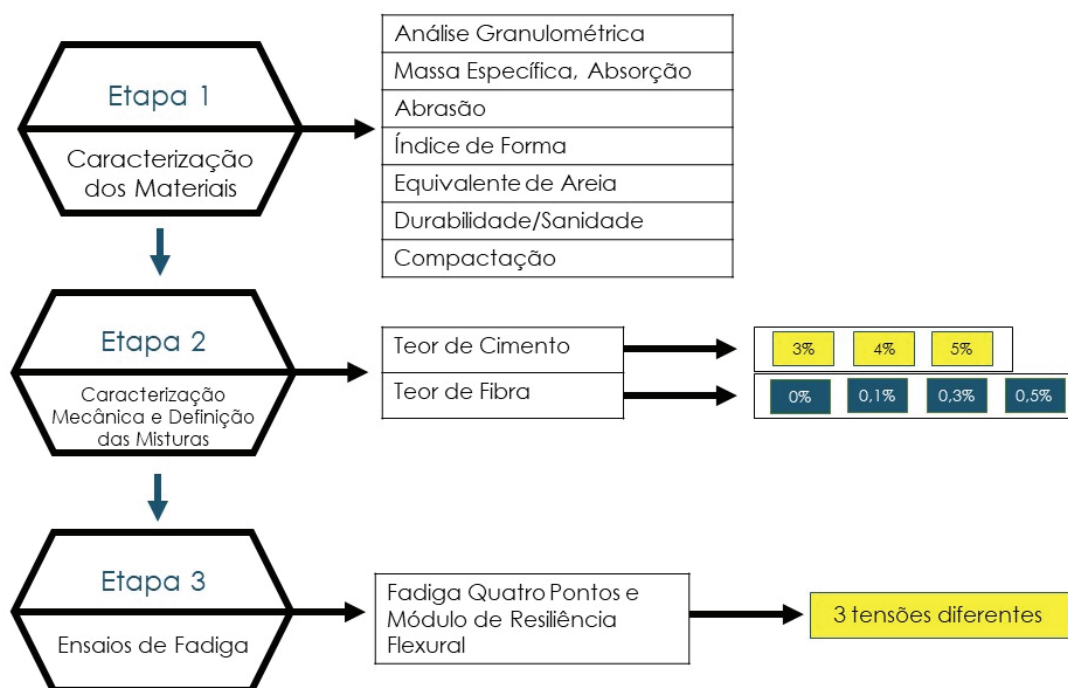 Etapa 1
Caracterização
dos Materiais
Análise Granulométrica
Massa Específica, Absorção
Abrasão
Índice de Forma
Equivalente de Areia
Durabilidade/Sanidade
Compactação
Etapa 2
Caracterização
Mecânica e Definição
das Misturas
Teor de Cimento
3%
4%
5%
Teor de Fibra
0%
0,1%
0,3%
0,5%
Etapa 3
Ensaios de Fadiga
Fadiga Quatro Pontos e
Módulo de Resiliência
Flexural
3 tensões diferentes